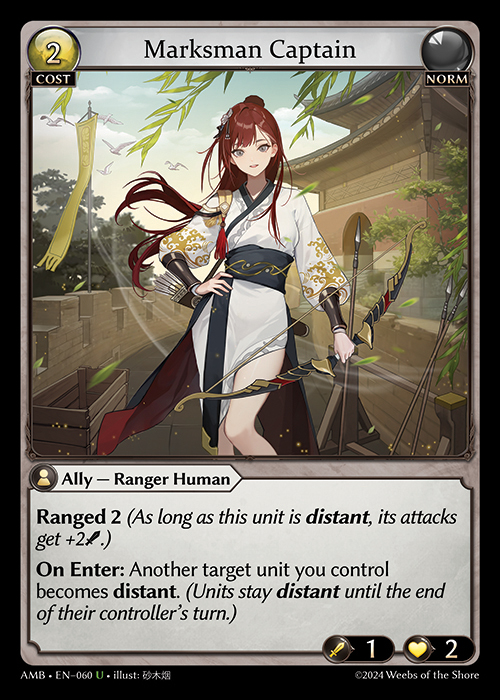 2
Marksman Captain
COST
NORM
Ally — Ranger Human
Ranged 2 (As long as this unit is distant, its attacks
get +2.)
On Enter: Another target unit you control
becomes distant. (Units stay distant until the end
of their controller's turn.)
1
2
AMB • EN-060 U • illust: 砂木烟
©2024 Weebs of the Shore